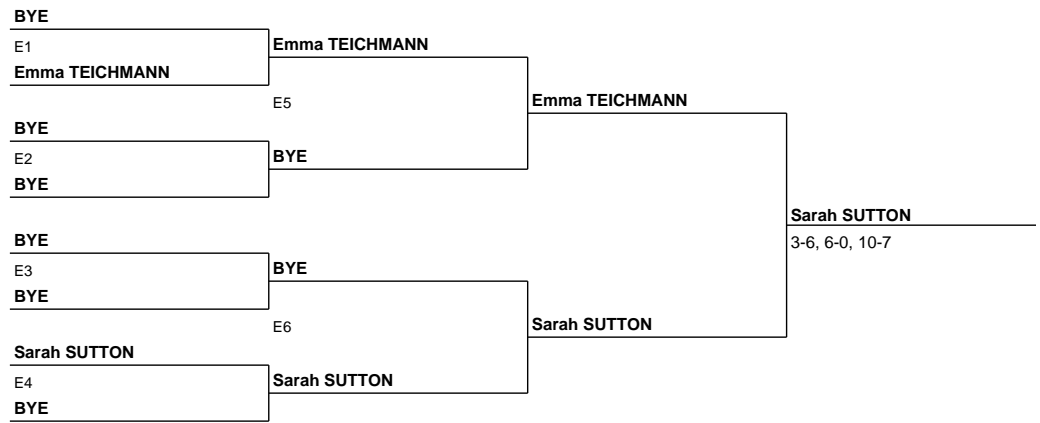 BYE
E1
Emma TEICHMANN
Emma TEICHMANN
E5
Emma TEICHMANN
BYE
E2
BYE
BYE
Sarah SUTTON
3-6, 6-0, 10-7
BYE
E3
BYE
BYE
E6
Sarah SUTTON
Sarah SUTTON
E4
Sarah SUTTON
BYE